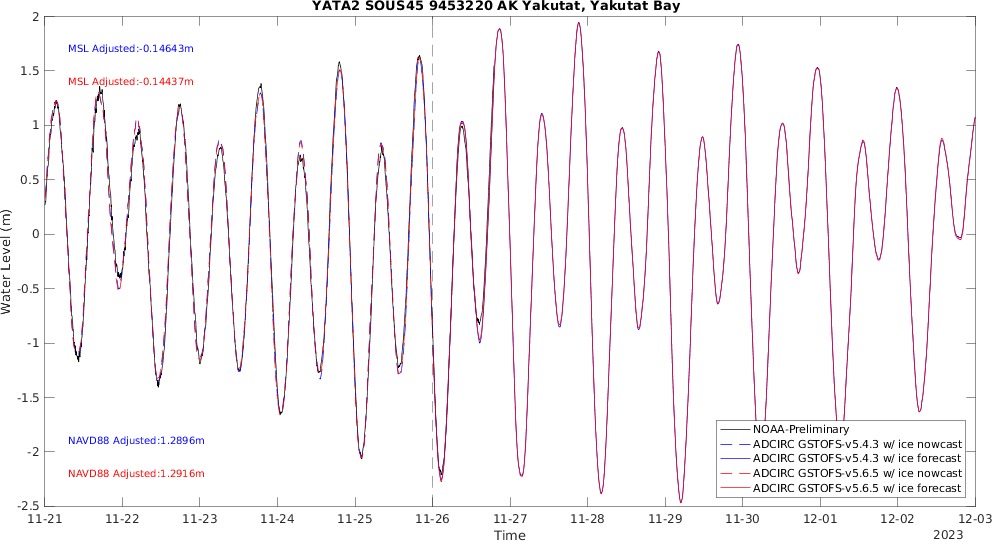 YATA2 SOUS45 9453220 AK Yakutat, Yakutat Bay
MSL Adjusted:-0.14643m
MSL Adjusted:-0.14437m
NAVD88 Adjusted:1.2896m
NAVD88 Adjusted:1.2916m
Water Level (m)
2
1.5
1
0.5
0
-0.5
-1
-1.5
-2
-2.5
NOAA-Preliminary
ADCIRC GSTOFS-v5.4.3 w/ ice nowcast
ADCIRC GSTOFS-v5.4.3 w/ ice forecast
ADCIRC GSTOFS-v5.6.5 w/ ice nowcast
ADCIRC GSTOFS-v5.6.5 w/ ice forecast
11-21 11-22 11-23 11-24 11-25 11-26 11-27 11-28 11-29 11-30 12-01 12-02 12-03
Time
2023